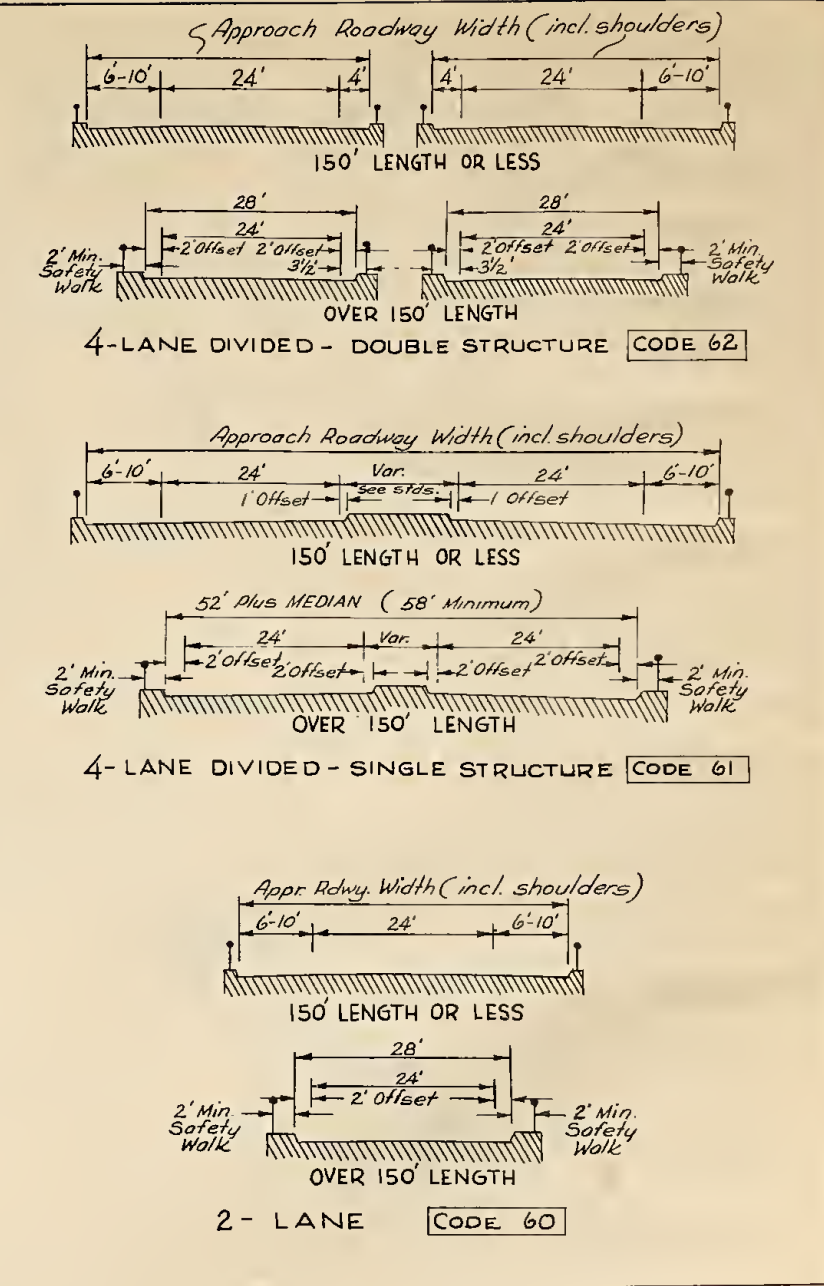 Approach Roadway Width (incl. shoulders)
6'-10' 24' 4' 4' 24' 6'-10'
150' LENGTH OR LESS
28' 28'
24' 24'
2' Min. Safety Walk 2' Offset 2' Offset 3½' 3½' 2' Offset 2' Offset 2' Min. Safety Walk
OVER 150' LENGTH
4-LANE DIVIDED - DOUBLE STRUCTURE CODE 62
Approach Roadway Width (incl. shoulders)
6'-10' 24' Var. 24' 6'-10'
1' Offset See stds. 1' Offset
150' LENGTH OR LESS
52' Plus MEDIAN ( 58' Minimum)
24' Var. 24'
2' Min. Safety Walk 2' Offset 2' Offset 2' Offset 2' Offset 2' Min. Safety Walk
OVER 150' LENGTH
4-LANE DIVIDED - SINGLE STRUCTURE CODE 61
Appr. Rdwy. Width (incl. shoulders)
6'-10' 24' 6'-10'
150' LENGTH OR LESS
28'
24'
2' Min. Safety Walk 2' Offset 2' Min. Safety Walk
OVER 150' LENGTH
2-LANE CODE 60